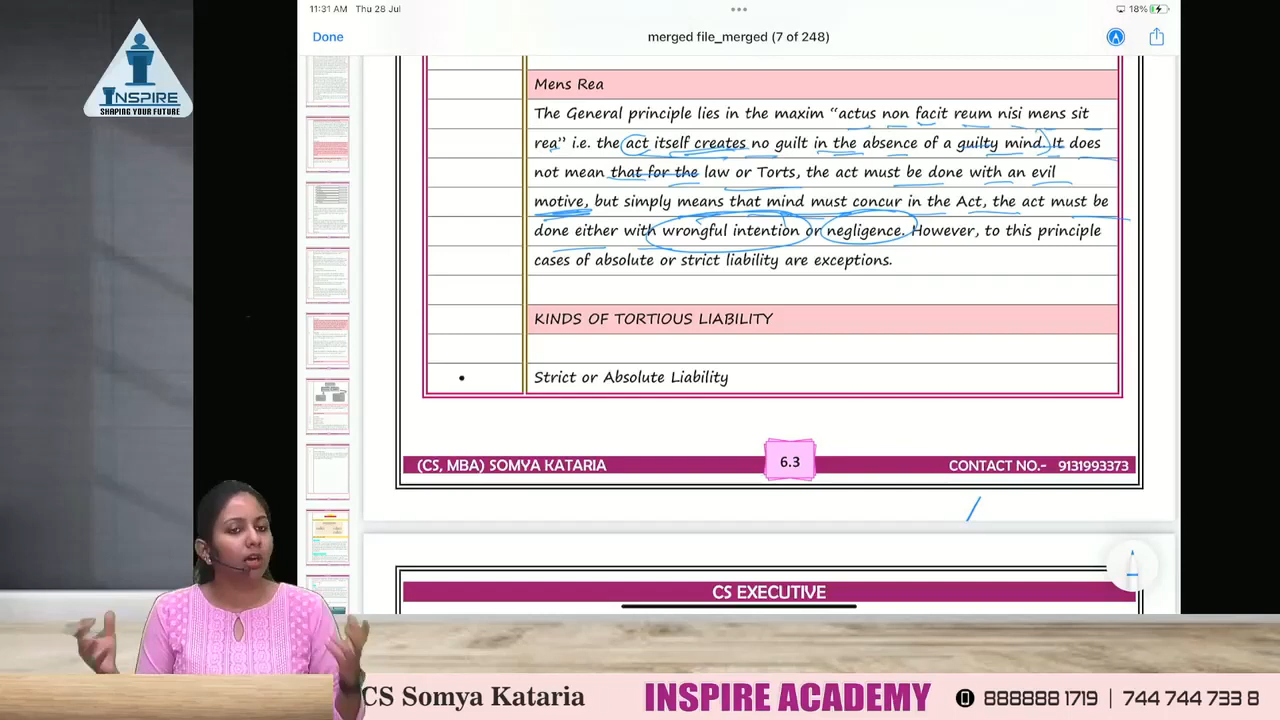 11:31 AM Thu 28 Jul
18%
Done
merged file_merged (7 of 248)
INSPIRE
SHAPING YOUR FUTURE
Mens Rea
The general principle lies in the maxim "actus non facit reum nisi mens sit
rea" i.e. the act itself creates no guilt in the absence of a guilty mind. It does
not mean that for the law or Torts, the act must be done with an evil
motive, but simply means that mind must concur in the Act, the act must be
done either with wrongful intention or negligence. However, to this principle
cases of absolute or strict liability are exceptions.
KINDS OF TORTIOUS LIABILITY
• Strict or Absolute Liability
(CS, MBA) SOMYA KATARIA
6.3
CONTACT NO.- 9131993373
CS EXECUTIVE
CS Somya Kataria
INSPIRE ACADEMY
888888 1719 | 744 744 733 8